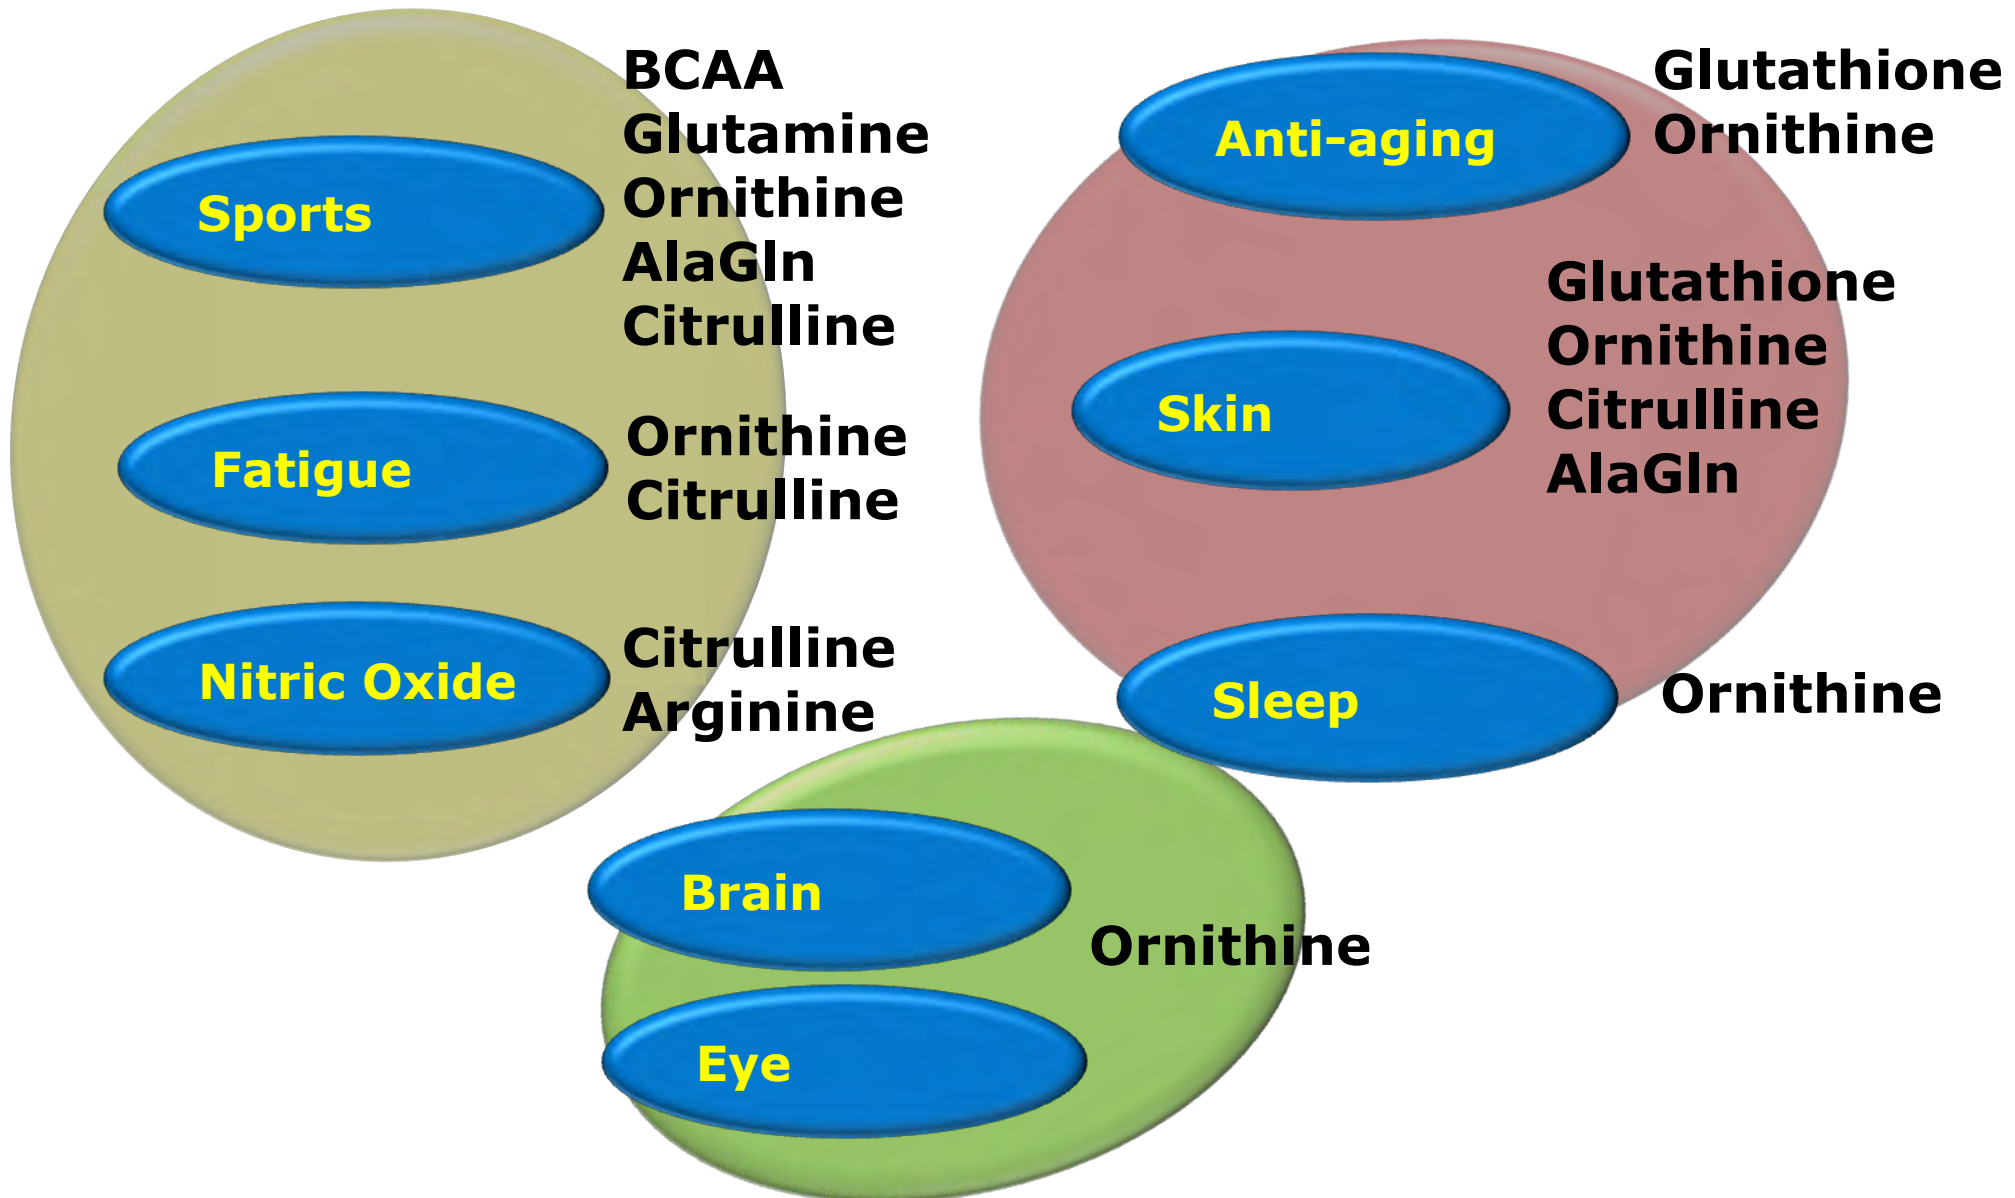 Sports
BCAA
Glutamine
Ornithine
AlaGln
Citrulline
Fatigue
Ornithine
Citrulline
Nitric Oxide
Citrulline
Arginine
Anti-aging
Glutathione
Ornithine
Skin
Glutathione
Ornithine
Citrulline
AlaGln
Sleep
Ornithine
Brain
Ornithine
Eye